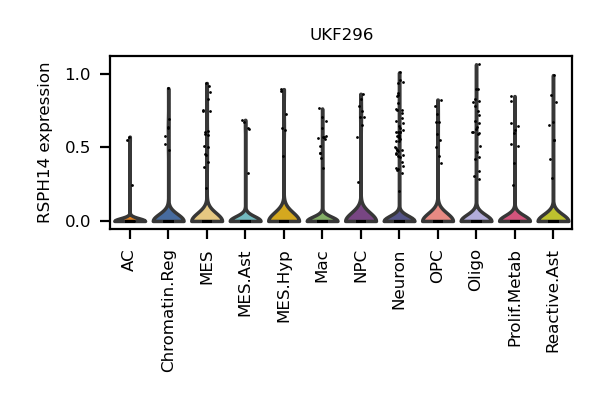 UKF296
RSPH14 expression
1.0
0.5
0.0
AC
Chromatin.Reg
MES
MES.Ast
MES.Hyp
Mac
NPC
Neuron
OPC
Oligo
Prolif.Metab
Reactive.Ast